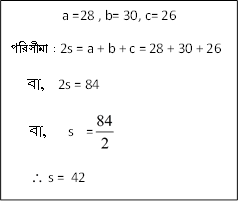 a =28 , b= 30, c= 26
পরিসীমা : 2s = a + b + c = 28 + 30 + 26
বা, 2s = 84
বা, s = 84/2
∴ s = 42